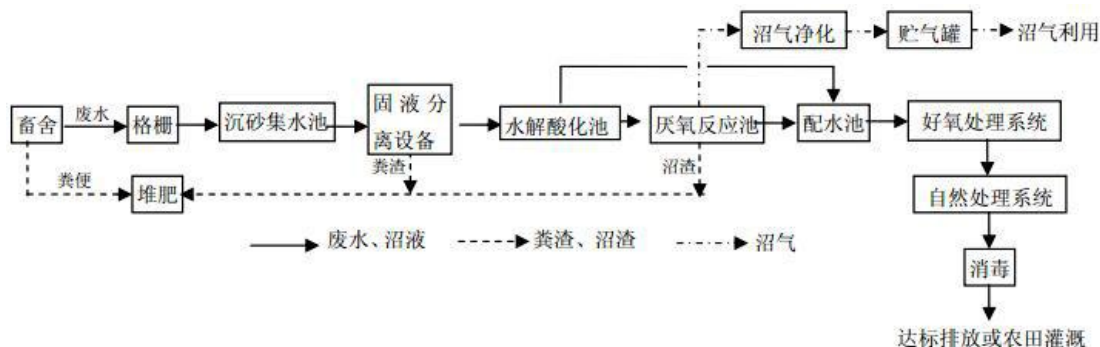 沼气净化 贮气罐 沼气利用
畜舍 废水 格栅 沉砂集水池 固液分
离设备 水解酸化池 厌氧反应池 配水池 好氧处理系统
粪便 堆肥 粪渣 沼渣 自然处理系统
废水、沼液 粪渣、沼渣 沼气
消毒
达标排放或农田灌溉